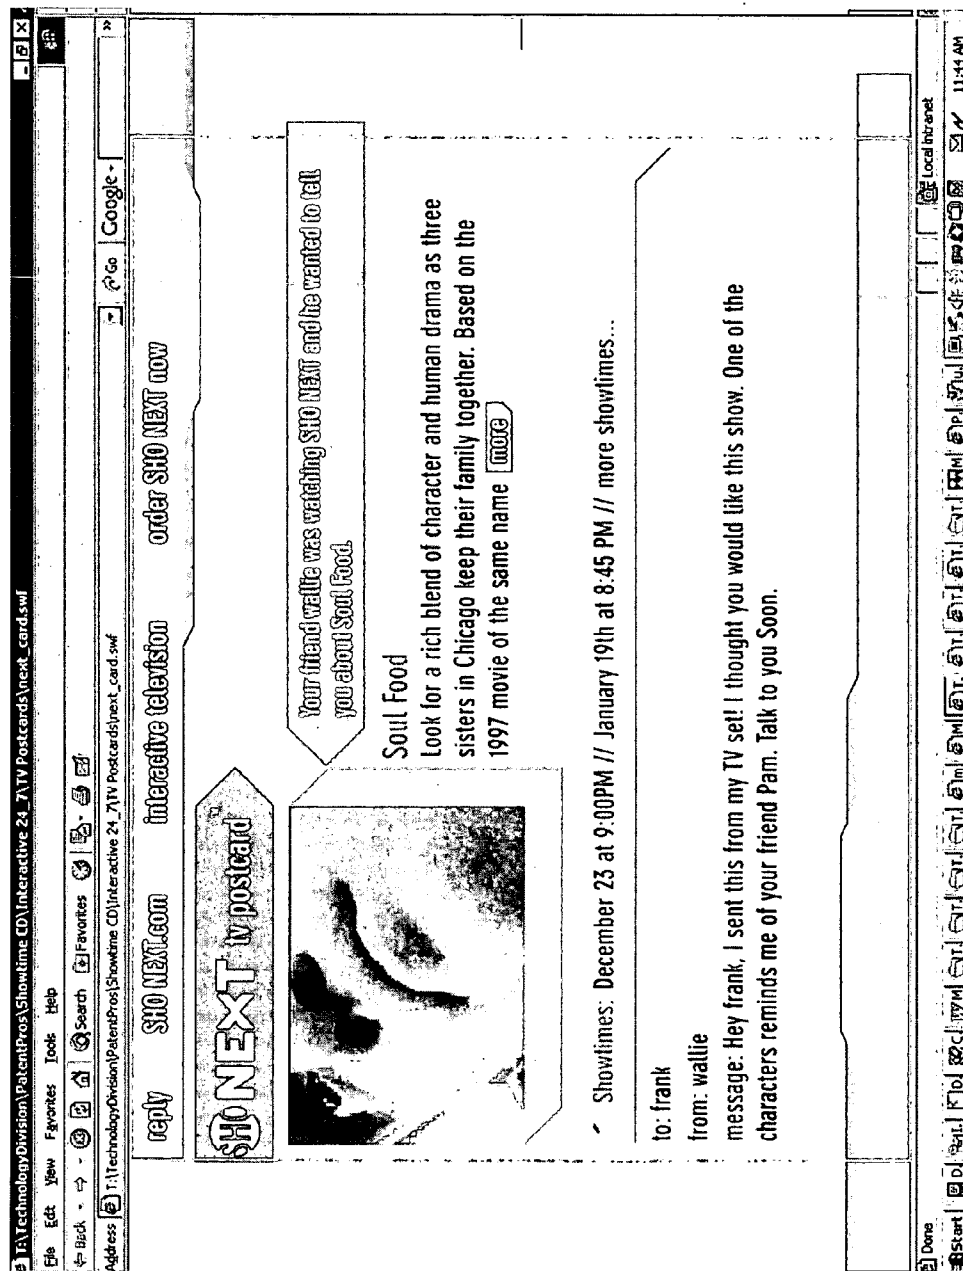 T:\TechnologyDivision\PatentPros\Showtime CD\Interactive 24_7\TV Postcards\next_card.swf
File Edit View Favorites Tools Help
Back Search Favorites
Address T:\TechnologyDivision\PatentPros\Showtime CD\Interactive 24_7\TV Postcards\next_card.swf Go Google
reply SHO NEXT.com interactive television order SHO NEXT now
SHO NEXT tv postcard
Your friend wallie was watching SHO NEXT and he wanted to tell
you about Soul Food.
Soul Food
Look for a rich blend of character and human drama as three
sisters in Chicago keep their family together. Based on the
1997 movie of the same name more
Showtimes: December 23 at 9:00PM // January 19th at 8:45 PM // more showtimes...
to: frank
from: wallie
message: Hey frank, I sent this from my TV set! I thought you would like this show. One of the
characters reminds me of your friend Pam. Talk to you Soon.
Done Local intranet
Start 11:44 AM